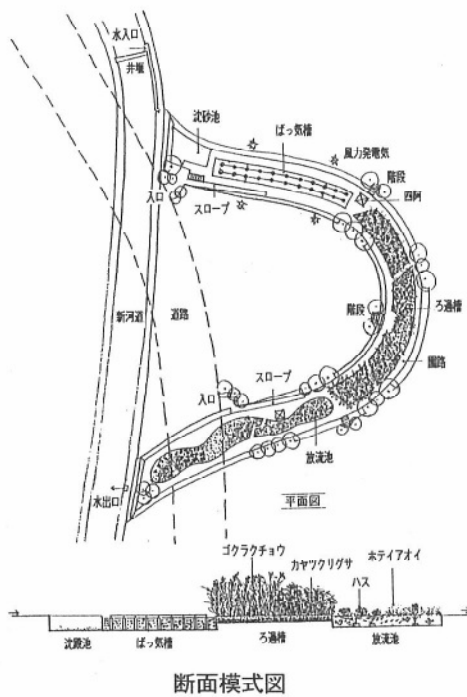 水入口
井堰
沈砂池
ばっ気槽
風力発電気
階段
四阿
入口
スロープ
新河道
道路
階段
ろ過槽
園路
スロープ
入口
放流池
水出口
平面図
ゴクラクチョウ
カヤツクリグサ
ホテイアオイ
ハス
沈殿池
ばっ気槽
ろ過槽
放流池
断面模式図